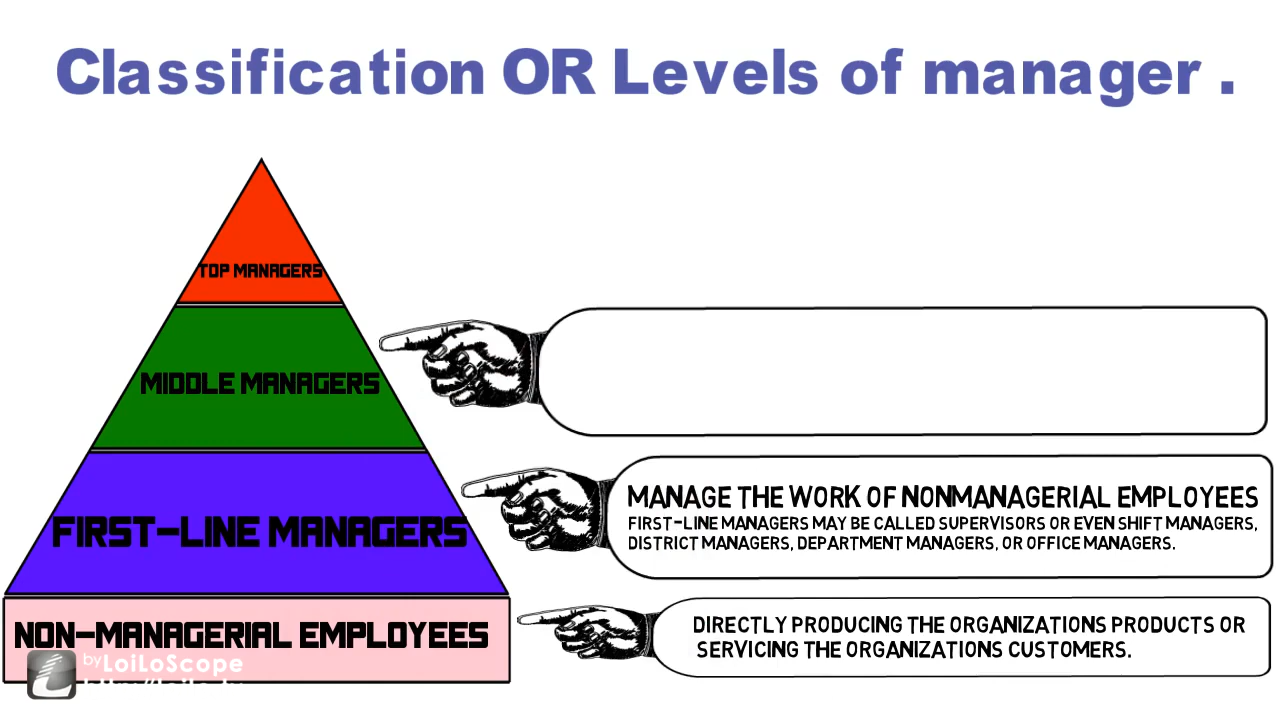 Classification OR Levels of manager .
TOP MANAGERS
MIDDLE MANAGERS
FIRST-LINE MANAGERS
MANAGE THE WORK OF NONMANAGERIAL EMPLOYEES
FIRST-LINE MANAGERS MAY BE CALLED SUPERVISORS OR EVEN SHIFT MANAGERS,
DISTRICT MANAGERS, DEPARTMENT MANAGERS, OR OFFICE MANAGERS.
NON-MANAGERIAL EMPLOYEES
DIRECTLY PRODUCING THE ORGANIZATIONS PRODUCTS OR
SERVICING THE ORGANIZATIONS CUSTOMERS.
by LoiLoScope